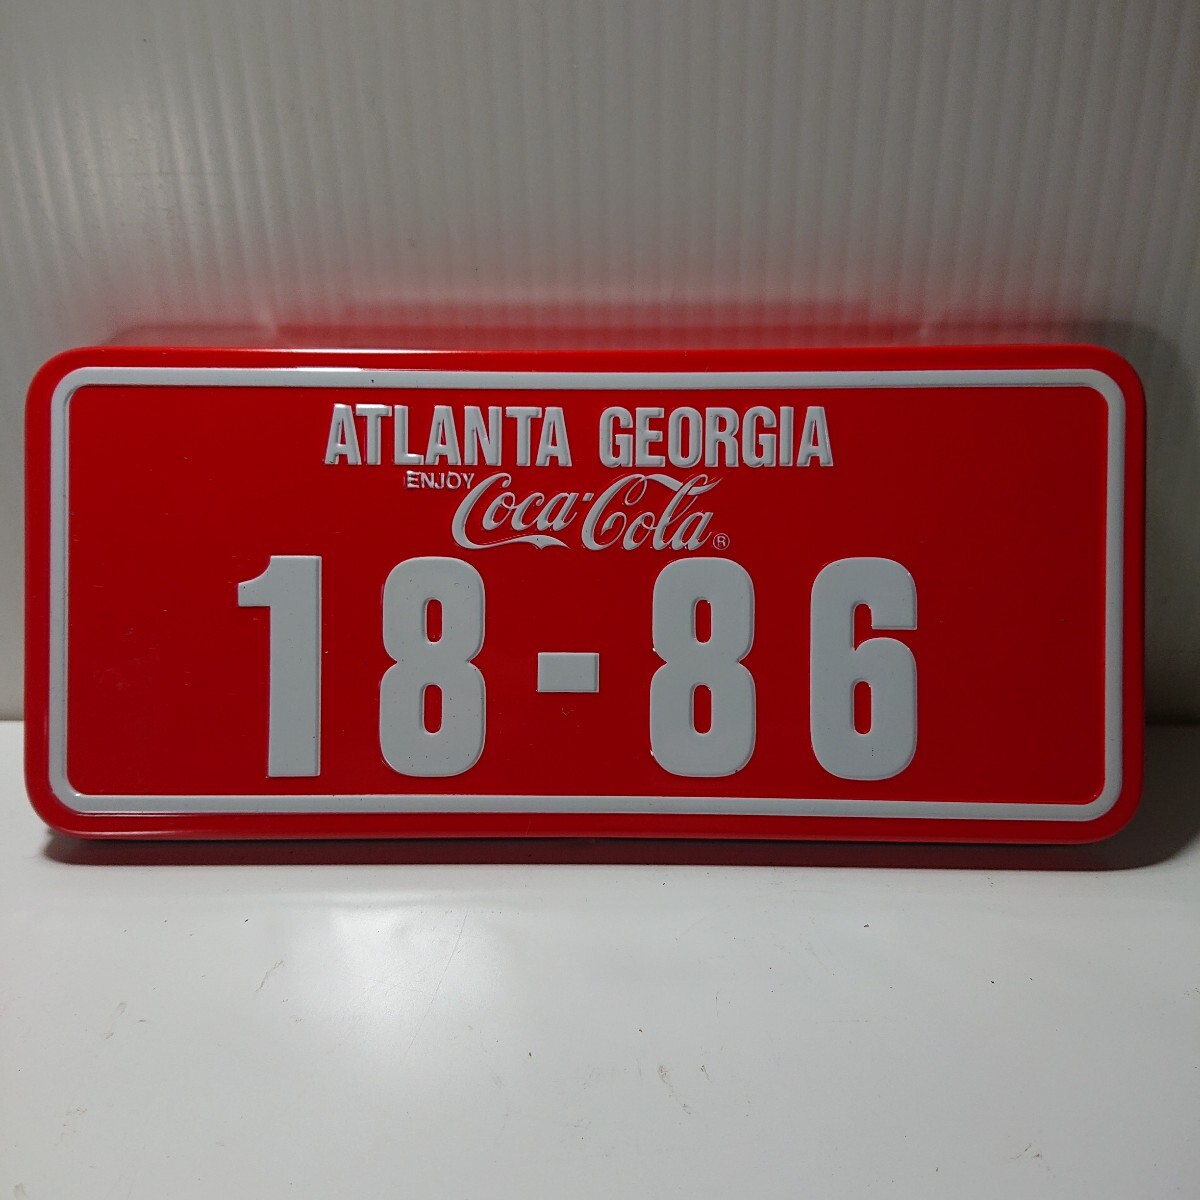 ATLANTA GEORGIA
ENJOY Coca-Cola ®
18-86